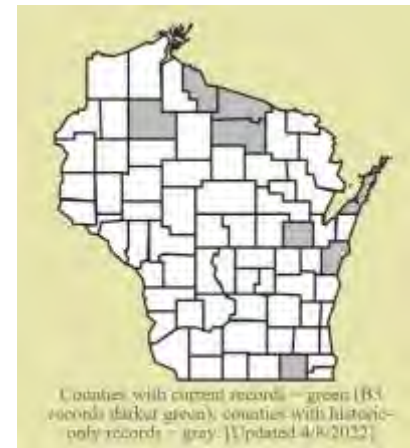 Counties with current records = green [B3
records darker green]; counties with historic-
only records = gray. [Updated 4/8/2022]